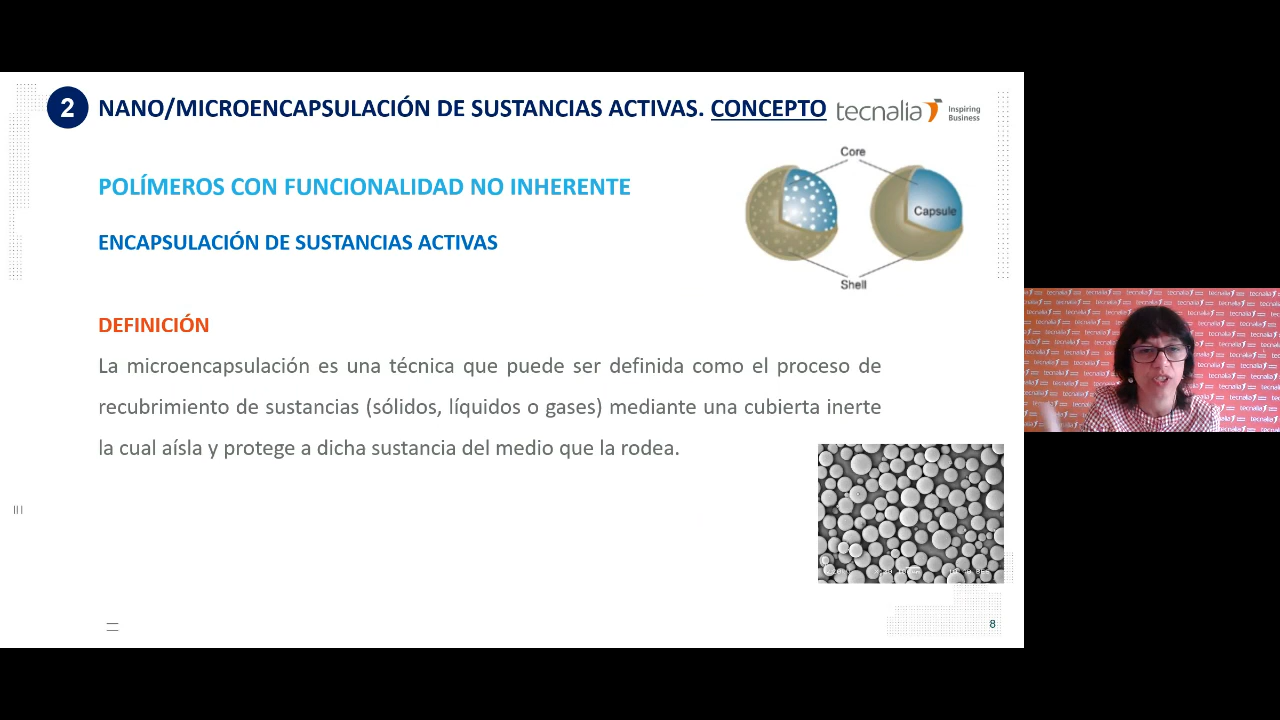 2 NANO/MICROENCAPSULACIÓN DE SUSTANCIAS ACTIVAS. CONCEPTO
tecnalia Inspiring Business
POLÍMEROS CON FUNCIONALIDAD NO INHERENTE
ENCAPSULACIÓN DE SUSTANCIAS ACTIVAS
Core
Capsule
Shell
DEFINICIÓN
La microencapsulación es una técnica que puede ser definida como el proceso de
recubrimiento de sustancias (sólidos, líquidos o gases) mediante una cubierta inerte
la cual aísla y protege a dicha sustancia del medio que la rodea.
8